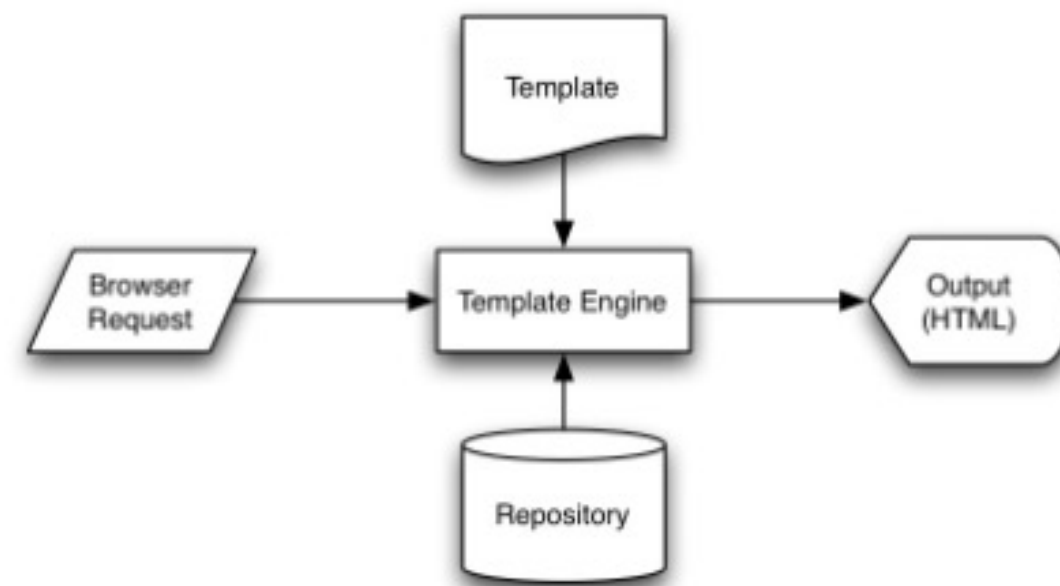 Template
Browser
Request
Template Engine
Output
(HTML)
Repository